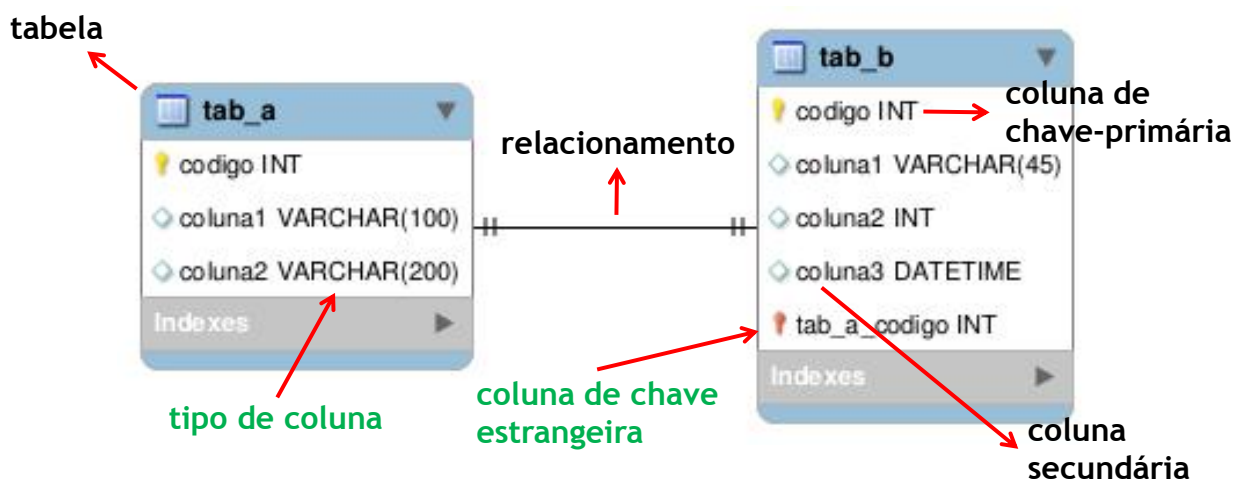 tabela
tab_a
codigo INT
coluna1 VARCHAR(100)
coluna2 VARCHAR(200)
Indexes
tipo de coluna
relacionamento
tab_b
codigo INT
coluna1 VARCHAR(45)
coluna2 INT
coluna3 DATETIME
tab_a_codigo INT
Indexes
coluna de
chave-primária
coluna de chave
estrangeira
coluna
secundária